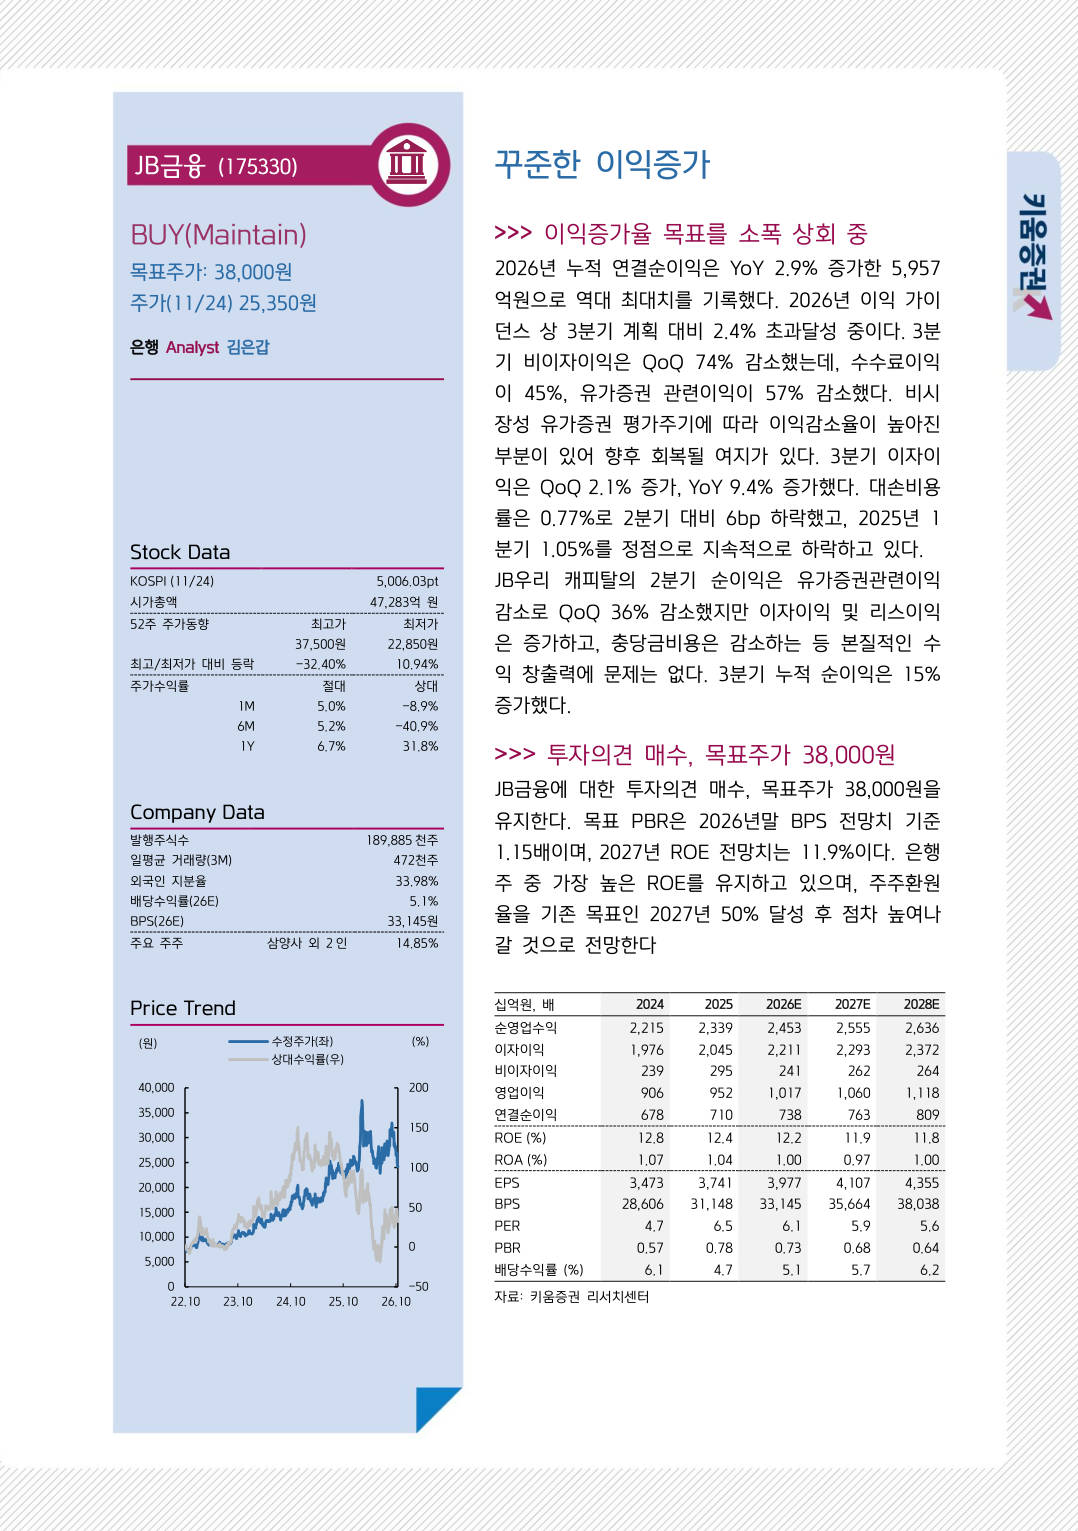 JB금융 (175330)
BUY(Maintain)
목표주가: 38,000원
주가(11/24) 25,350원
은행 Analyst 김은갑
Stock Data
KOSPI (11/24) 5,006.03pt
시가총액 47,283억 원
52주 주가동향 최고가 최저가
37,500원 22,850원
최고/최저가 대비 등락 -32.40% 10.94%
주가수익률 절대 상대
1M 5.0% -8.9%
6M 5.2% -40.9%
1Y 6.7% 31.8%
Company Data
발행주식수 189,885 천주
일평균 거래량(3M) 472천주
외국인 지분율 33.98%
배당수익률(26E) 5.1%
BPS(26E) 33,145원
주요 주주 삼양사 외 2 인 14.85%
Price Trend
(원) 수정주가(좌) (%)
상대수익률(우)
40,000 200
35,000
30,000 150
25,000 100
20,000
15,000 50
10,000 0
5,000
0 -50
22.10 23.10 24.10 25.10 26.10
꾸준한 이익증가
>>> 이익증가율 목표를 소폭 상회 중
2026년 누적 연결순이익은 YoY 2.9% 증가한 5,957
억원으로 역대 최대치를 기록했다. 2026년 이익 가이
던스 상 3분기 계획 대비 2.4% 초과달성 중이다. 3분
기 비이자이익은 QoQ 74% 감소했는데, 수수료이익
이 45%, 유가증권 관련이익이 57% 감소했다. 비시
장성 유가증권 평가주기에 따라 이익감소율이 높아진
부분이 있어 향후 회복될 여지가 있다. 3분기 이자이
익은 QoQ 2.1% 증가, YoY 9.4% 증가했다. 대손비용
률은 0.77%로 2분기 대비 6bp 하락했고, 2025년 1
분기 1.05%를 정점으로 지속적으로 하락하고 있다.
JB우리 캐피탈의 2분기 순이익은 유가증권관련이익
감소로 QoQ 36% 감소했지만 이자이익 및 리스이익
은 증가하고, 충당금비용은 감소하는 등 본질적인 수
익 창출력에 문제는 없다. 3분기 누적 순이익은 15%
증가했다.
>>> 투자의견 매수, 목표주가 38,000원
JB금융에 대한 투자의견 매수, 목표주가 38,000원을
유지한다. 목표 PBR은 2026년말 BPS 전망치 기준
1.15배이며, 2027년 ROE 전망치는 11.9%이다. 은행
주 중 가장 높은 ROE를 유지하고 있으며, 주주환원
율을 기존 목표인 2027년 50% 달성 후 점차 높여나
갈 것으로 전망한다
십억원, 배 2024 2025 2026E 2027E 2028E
순영업수익 2,215 2,339 2,453 2,555 2,636
이자이익 1,976 2,045 2,211 2,293 2,372
비이자이익 239 295 241 262 264
영업이익 906 952 1,017 1,060 1,118
연결순이익 678 710 738 763 809
ROE (%) 12.8 12.4 12.2 11.9 11.8
ROA (%) 1.07 1.04 1.00 0.97 1.00
EPS 3,473 3,741 3,977 4,107 4,355
BPS 28,606 31,148 33,145 35,664 38,038
PER 4.7 6.5 6.1 5.9 5.6
PBR 0.57 0.78 0.73 0.68 0.64
배당수익률 (%) 6.1 4.7 5.1 5.7 6.2
자료: 키움증권 리서치센터
키움증권